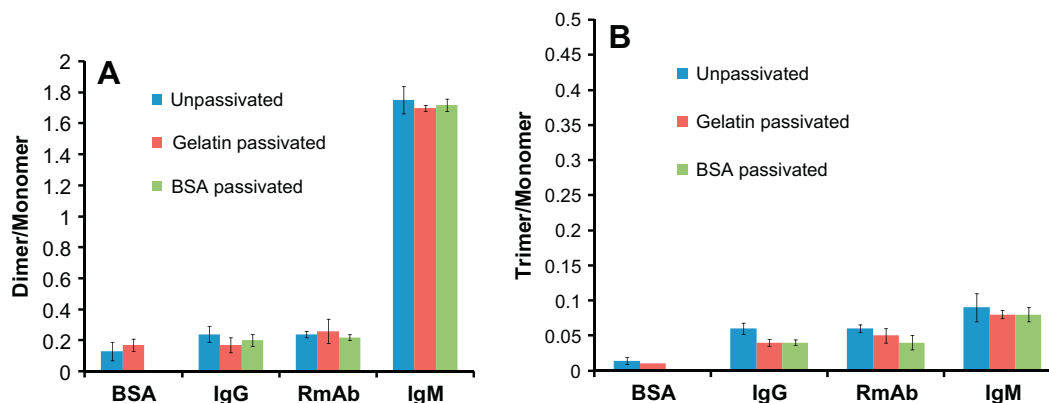 A
Dimer/Monomer
2
1.8
1.6
1.4
1.2
1
0.8
0.6
0.4
0.2
0
Unpassivated
Gelatin passivated
BSA passivated
BSA IgG RmAb IgM
B
Trimer/Monomer
0.5
0.45
0.4
0.35
0.3
0.25
0.2
0.15
0.1
0.05
0
Unpassivated
Gelatin passivated
BSA passivated
BSA IgG RmAb IgM